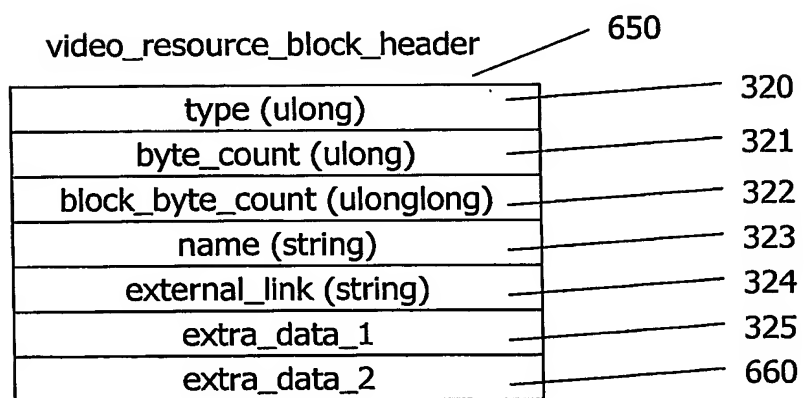 video_resource_block_header 650
type (ulong) 320
byte_count (ulong) 321
block_byte_count (ulonglong) 322
name (string) 323
external_link (string) 324
extra_data_1 325
extra_data_2 660